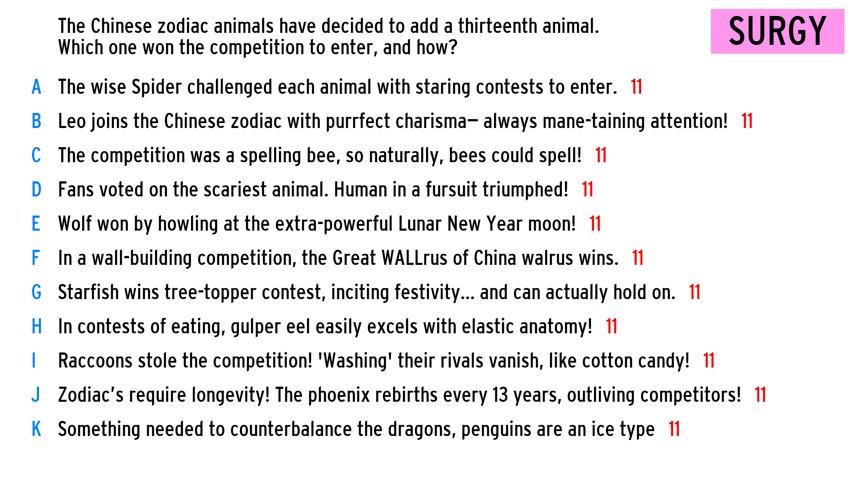 The Chinese zodiac animals have decided to add a thirteenth animal.
Which one won the competition to enter, and how?
SURGY
A The wise Spider challenged each animal with staring contests to enter. 11
B Leo joins the Chinese zodiac with purrfect charisma– always mane-taining attention! 11
C The competition was a spelling bee, so naturally, bees could spell! 11
D Fans voted on the scariest animal. Human in a fursuit triumphed! 11
E Wolf won by howling at the extra-powerful Lunar New Year moon! 11
F In a wall-building competition, the Great WALLrus of China walrus wins. 11
G Starfish wins tree-topper contest, inciting festivity... and can actually hold on. 11
H In contests of eating, gulper eel easily excels with elastic anatomy! 11
I Raccoons stole the competition! 'Washing' their rivals vanish, like cotton candy! 11
J Zodiac's require longevity! The phoenix rebirths every 13 years, outliving competitors! 11
K Something needed to counterbalance the dragons, penguins are an ice type 11